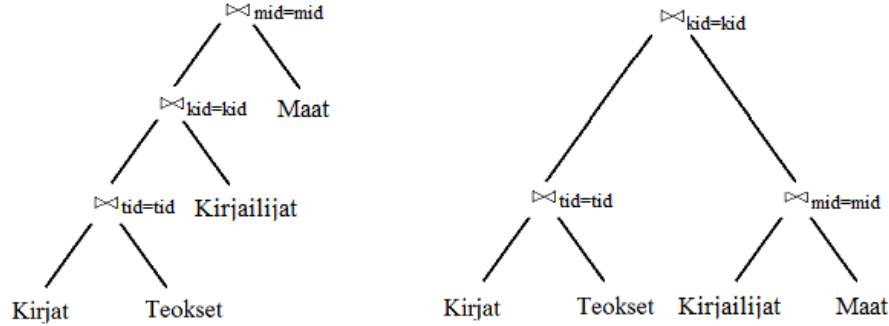 ⋈mid=mid
⋈kid=kid
⋈kid=kid
Maat
⋈tid=tid
Kirjailijat
⋈tid=tid
⋈mid=mid
Kirjat
Teokset
Kirjat
Teokset
Kirjailijat
Maat